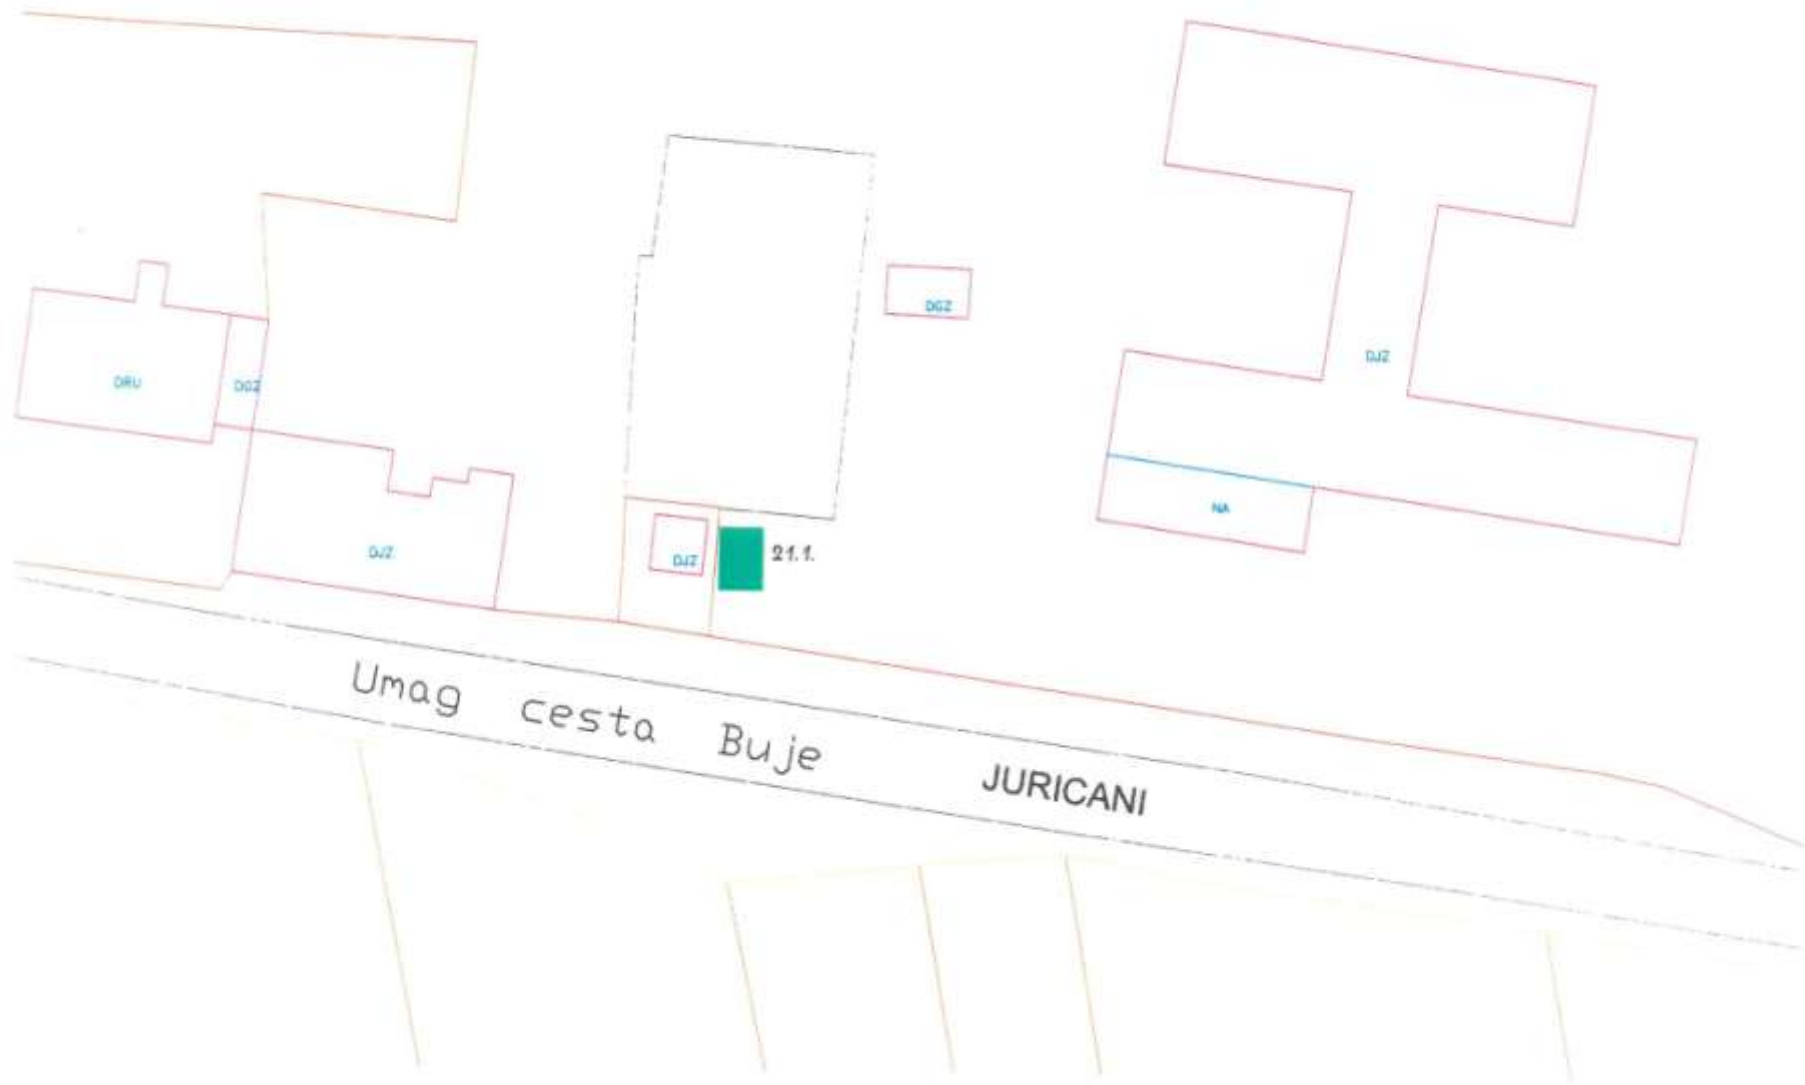 DGZ
DJZ
DRU
DGZ
NA
DJZ
DJZ
21.1.
Umag cesta Buje
JURICANI